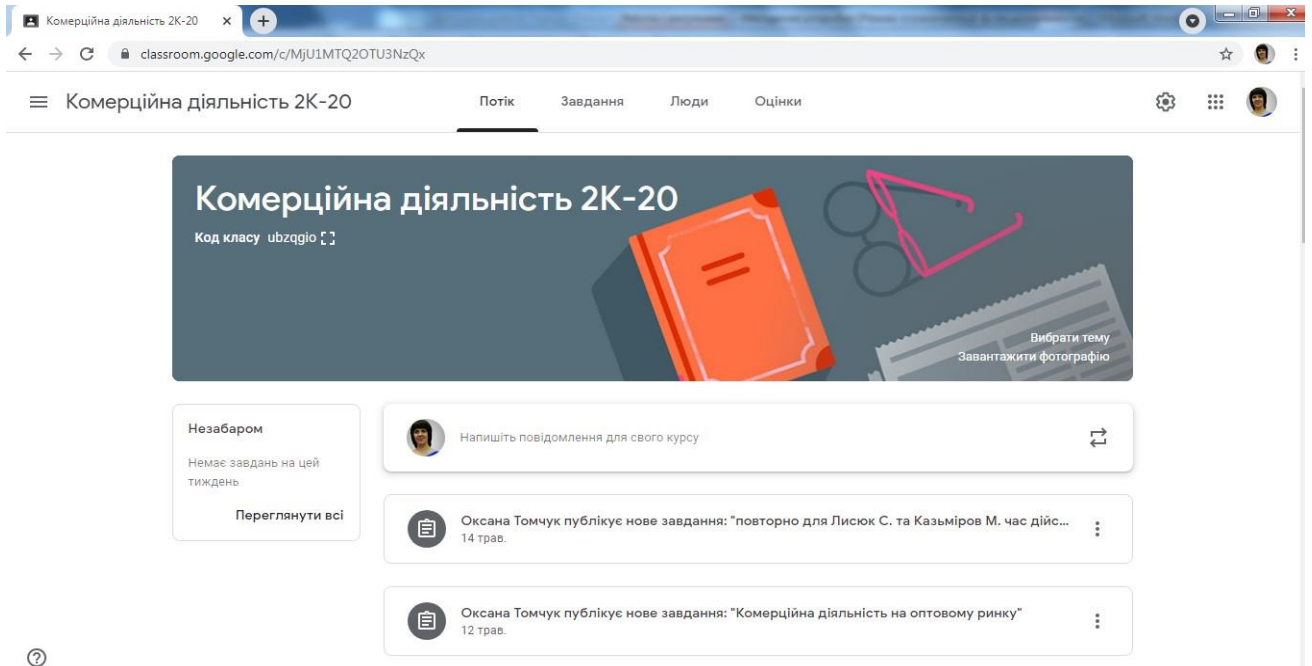 Комерційна діяльність 2К-20
classroom.google.com/c/MjU1MTQ2OTU3NzQx
Комерційна діяльність 2К-20
Потік Завдання Люди Оцінки
Комерційна діяльність 2К-20
Код класу ubzqgio
Вибрати тему
Завантажити фотографію
Незабаром
Немає завдань на цей
тиждень
Переглянути всі
Напишіть повідомлення для свого курсу
Оксана Томчук публікує нове завдання: "повторно для Лисюк С. та Казьміров М. час дійс...
14 трав.
Оксана Томчук публікує нове завдання: "Комерційна діяльність на оптовому ринку"
12 трав.